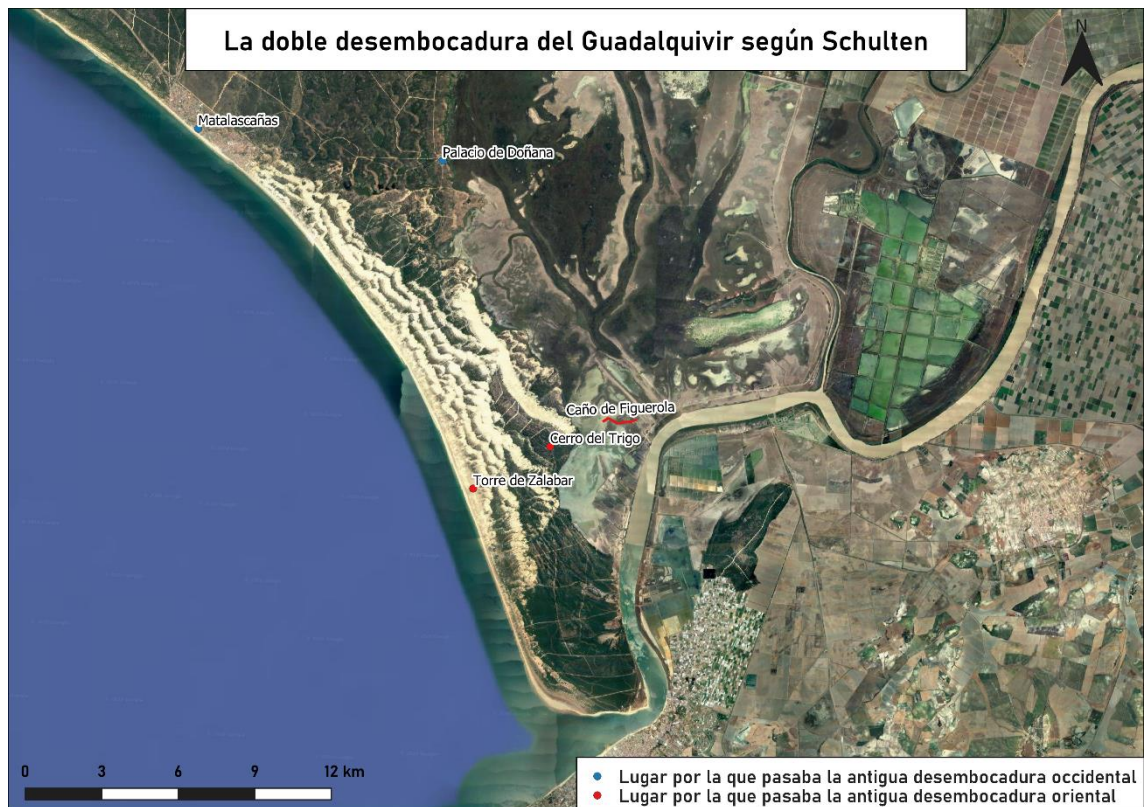 La doble desembocadura del Guadalquivir según Schulten
N
Matalascañas
Palacio de Doñana
Caño de Figuerola
Cerro del Trigo
Torre de Zalabar
0 3 6 9 12 km
Lugar por la que pasaba la antigua desembocadura occidental
Lugar por la que pasaba la antigua desembocadura oriental